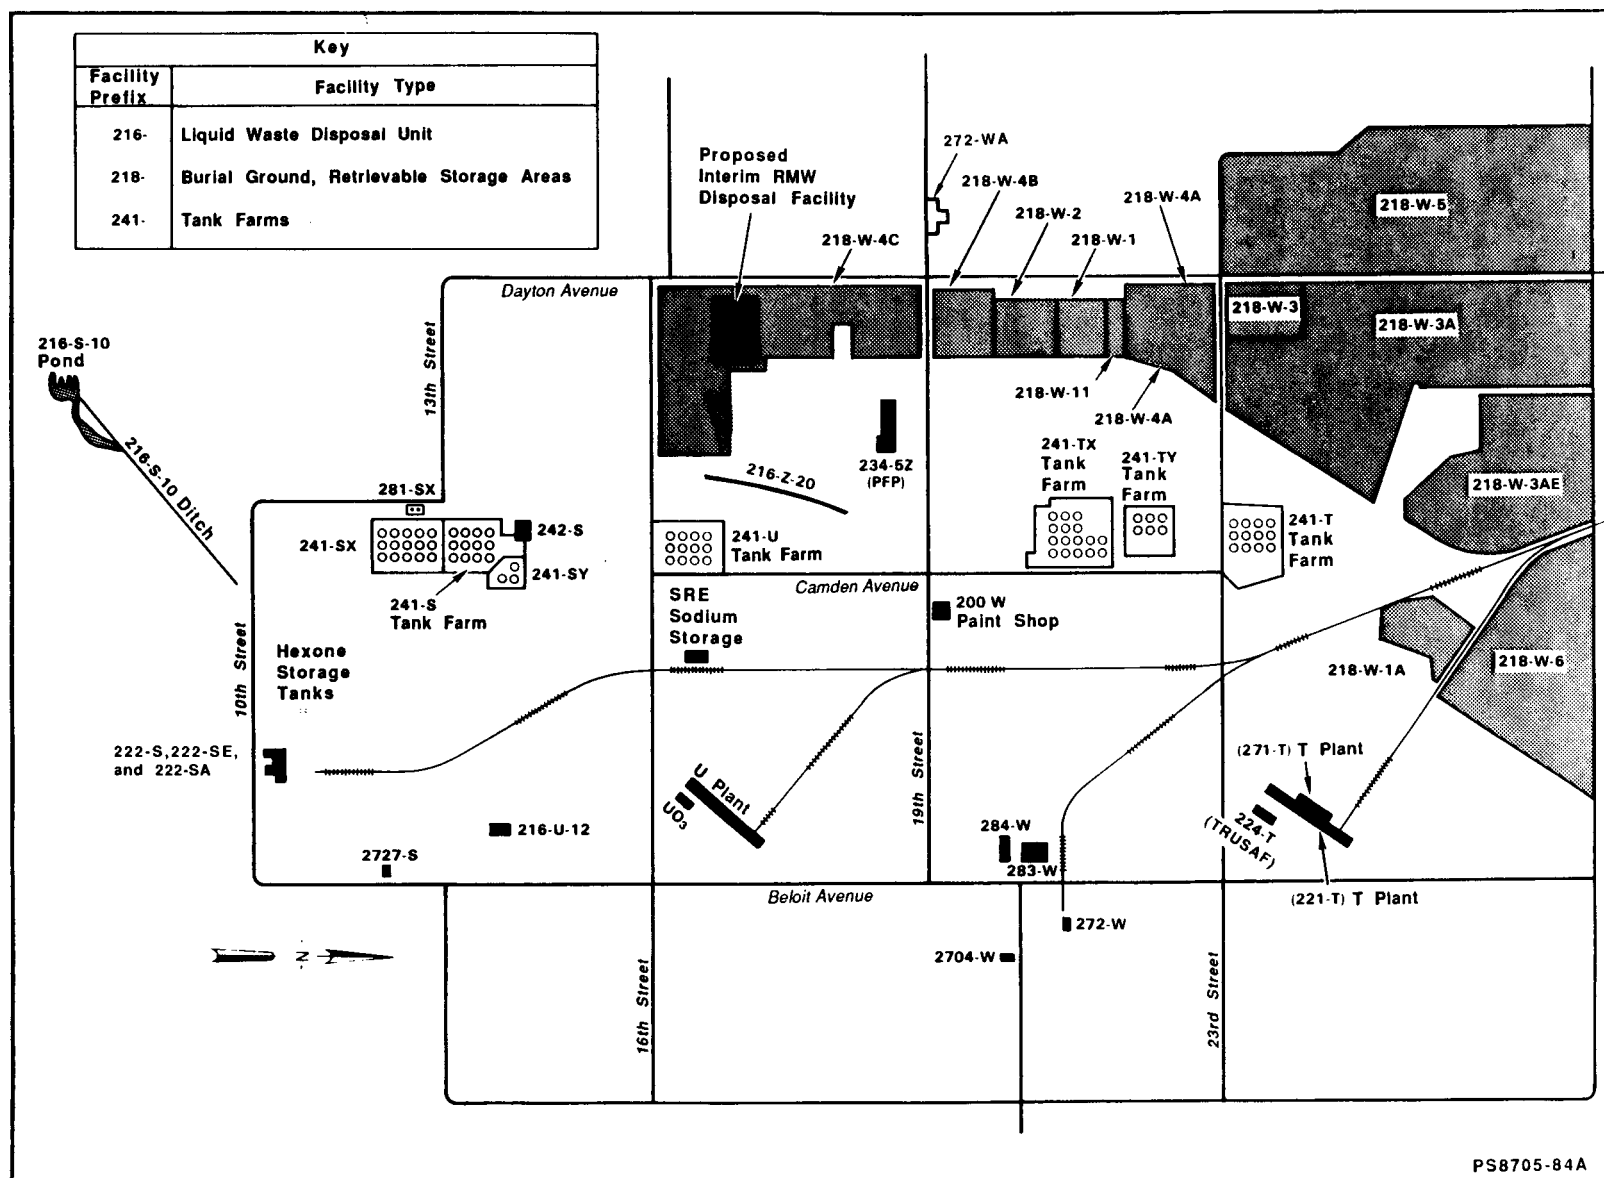 Key
Facility
Prefix
Facility Type
216-
Liquid Waste Disposal Unit
218-
Burial Ground, Retrievable Storage Areas
241-
Tank Farms
Proposed
Interim RMW
Disposal Facility
272-WA
218-W-4B
218-W-2
218-W-1
218-W-4A
218-W-4C
218-W-5
Dayton Avenue
13th Street
218-W-3
218-W-3A
216-S-10
Pond
216-S-10 Ditch
218-W-11
218-W-4A
234-5Z
(PFP)
216-Z-20
241-TX
Tank
Farm
241-TY
Tank
Farm
218-W-3AE
281-SX
241-SX
242-S
241-SY
241-S
Tank Farm
241-U
Tank Farm
241-T
Tank
Farm
Camden Avenue
SRE
Sodium
Storage
200 W
Paint Shop
10th Street
Hexone
Storage
Tanks
218-W-1A
218-W-6
222-S,222-SE,
and 222-SA
U Plant
UO3
19th Street
(271-T) T Plant
224-T
(TRUSAF)
216-U-12
2727-S
284-W
283-W
(221-T) T Plant
Beloit Avenue
272-W
2704-W
N
16th Street
23rd Street
PS8705-84A